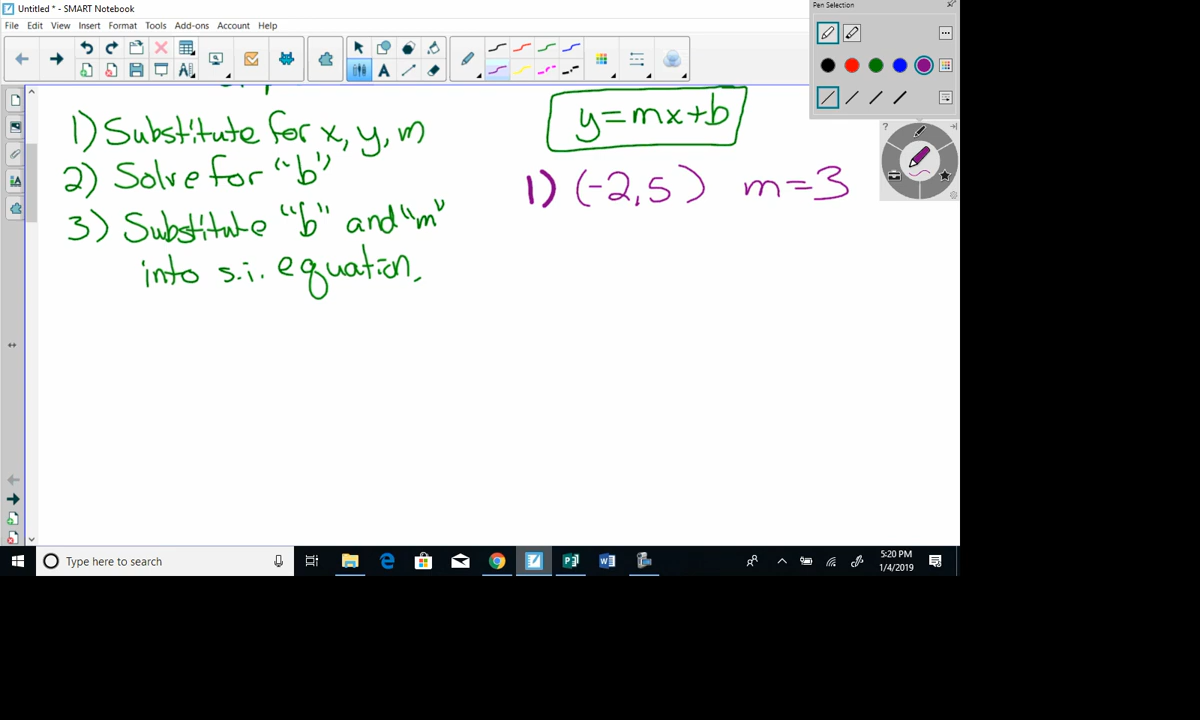 Untitled * - SMART Notebook
File Edit View Insert Format Tools Add-ons Account Help
Pen Selection
y=mx+b
1) Substitute for x, y, m
2) Solve for "b"
3) Substitute "b" and "m"
into s.i. equation.
1) (-2,5) m=3
Type here to search
5:20 PM
1/4/2019